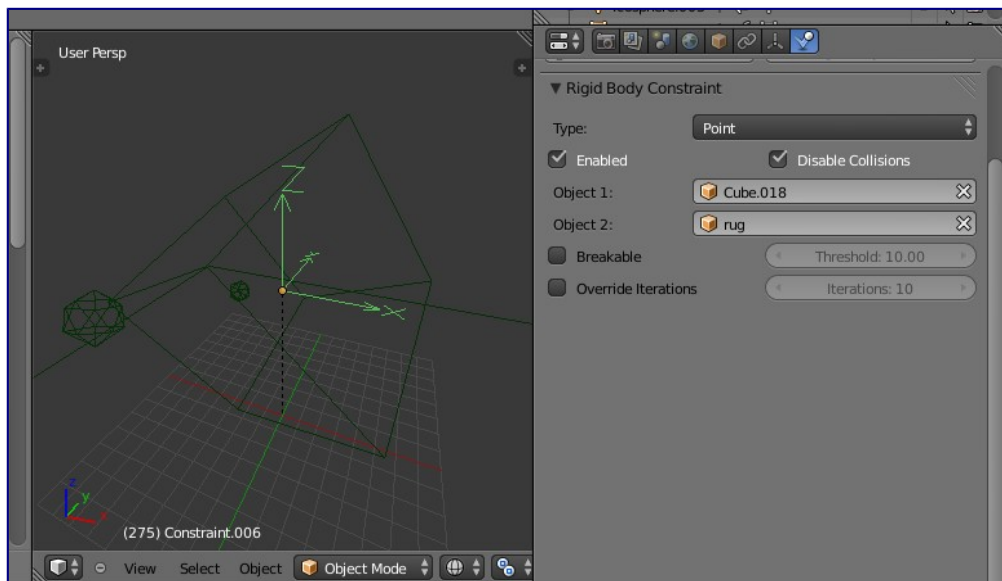 User Persp
Z
X
z
y
x
(275) Constraint.006
View Select Object Object Mode
▼ Rigid Body Constraint
Type: Point
Enabled Disable Collisions
Object 1: Cube.018
Object 2: rug
Breakable Threshold: 10.00
Override Iterations Iterations: 10